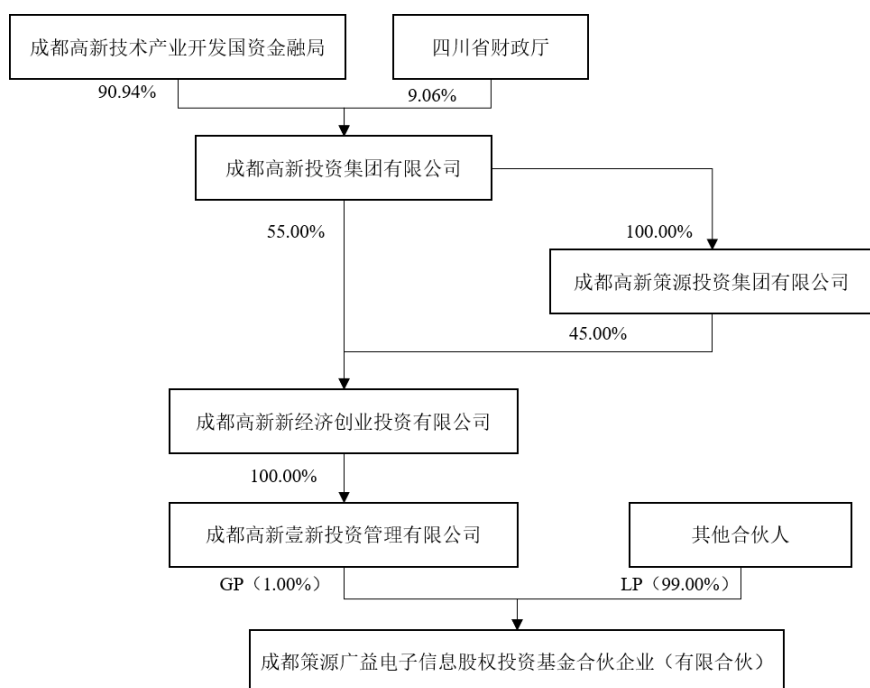 成都高新技术产业开发国资金融局
四川省财政厅
90.94%
9.06%
成都高新投资集团有限公司
55.00%
100.00%
成都高新策源投资集团有限公司
45.00%
成都高新新经济创业投资有限公司
100.00%
成都高新壹新投资管理有限公司
其他合伙人
GP（1.00%）
LP（99.00%）
成都策源广益电子信息股权投资基金合伙企业（有限合伙）